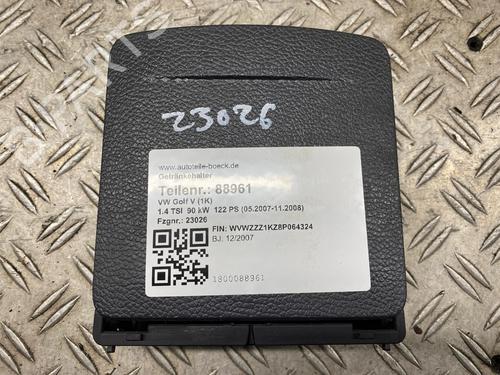 23026
www.autoteile-boeck.de
Getränkehalter
Teilenr.: 88961
VW Golf V (1K)
1.4 TSI 90 kW 122 PS (05.2007-11.2008)
Fzgnr.: 23026
FIN: WVWZZZ1KZ8P064324
BJ. 12/2007
1800088961